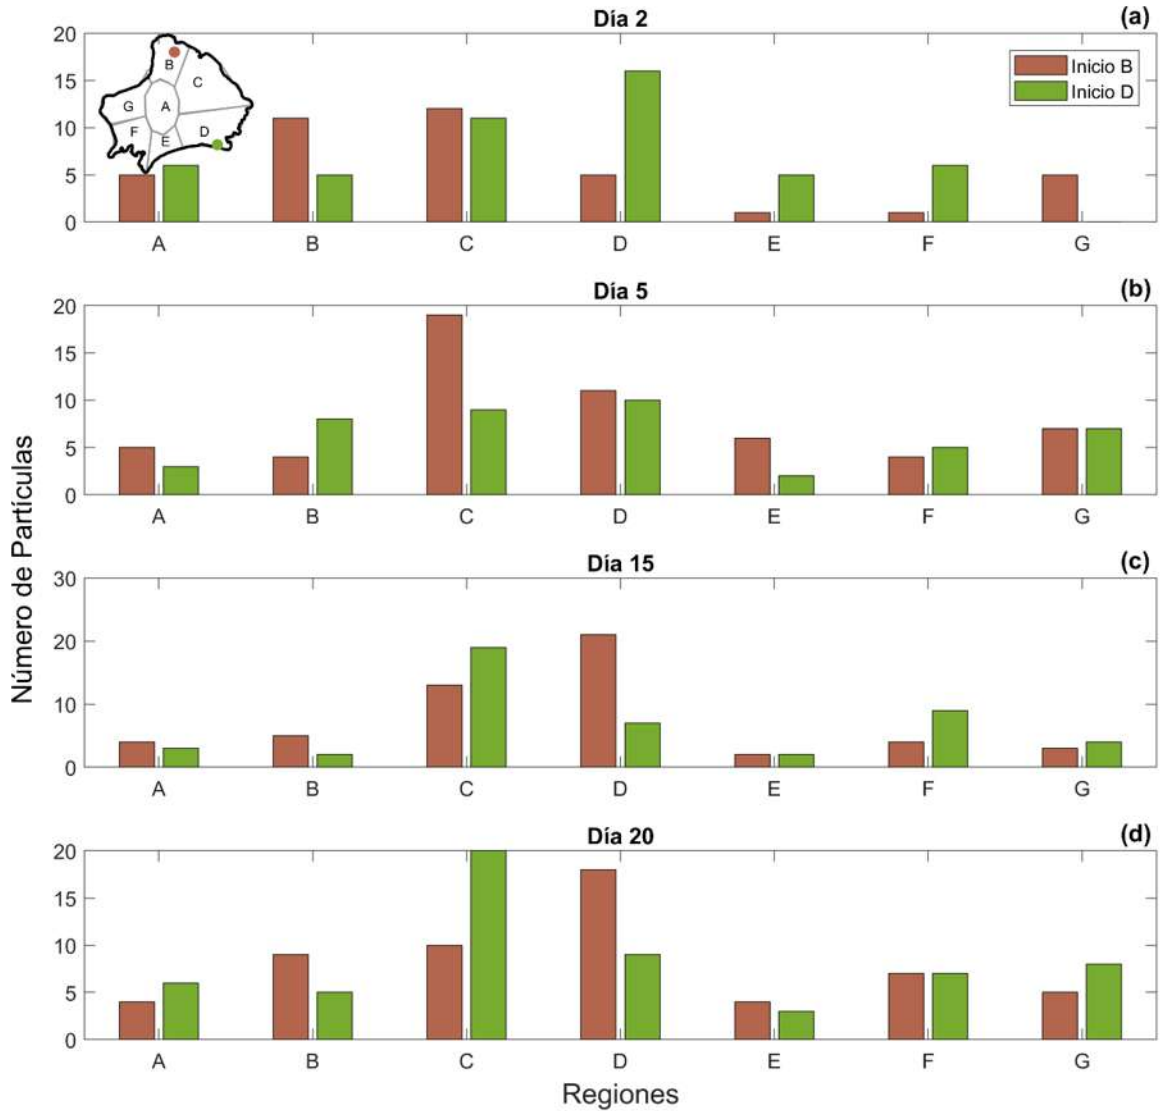 Día 2
(a)
20
15
10
5
0
B
C
G
A
F
E
D
Inicio B
Inicio D
A B C D E F G
Día 5
(b)
20
15
10
5
0
A B C D E F G
Número de Partículas
Día 15
(c)
30
20
10
0
A B C D E F G
Día 20
(d)
20
15
10
5
0
A B C D E F G
Regiones